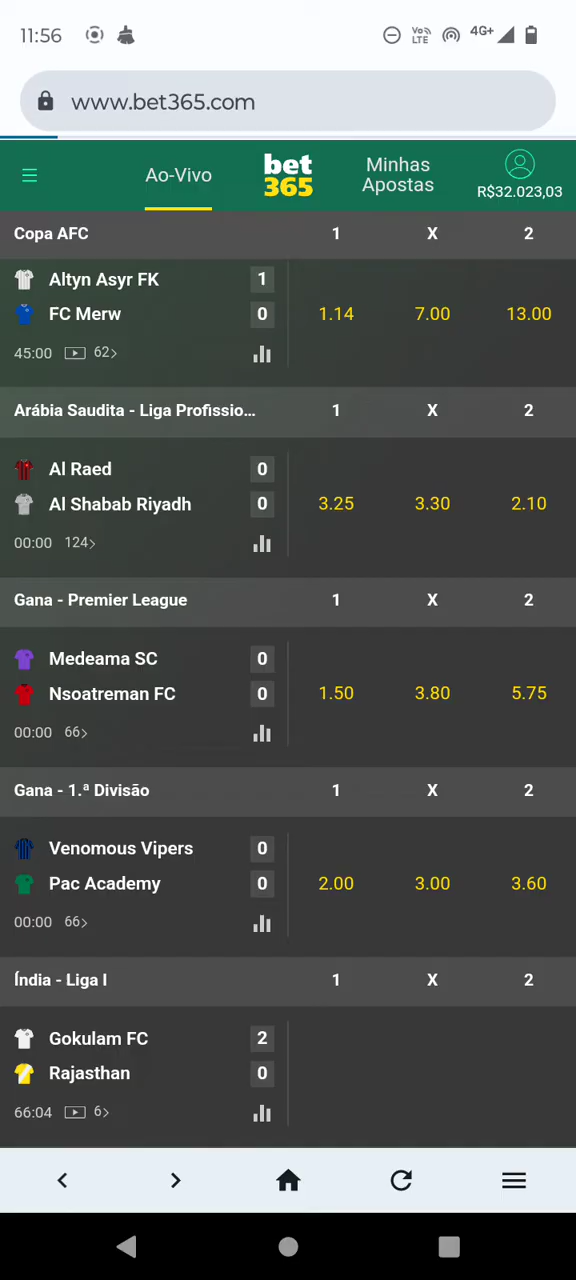 11:56
Vo LTE 4G+
www.bet365.com
Ao-Vivo
bet365
Minhas Apostas
R$32.023,03
Copa AFC 1 X 2
Altyn Asyr FK 1
FC Merw 0
1.14 7.00 13.00
45:00 62>
Arábia Saudita - Liga Profissio... 1 X 2
Al Raed 0
Al Shabab Riyadh 0
3.25 3.30 2.10
00:00 124>
Gana - Premier League 1 X 2
Medeama SC 0
Nsoatreman FC 0
1.50 3.80 5.75
00:00 66>
Gana - 1.ª Divisão 1 X 2
Venomous Vipers 0
Pac Academy 0
2.00 3.00 3.60
00:00 66>
Índia - Liga I 1 X 2
Gokulam FC 2
Rajasthan 0
66:04 6>